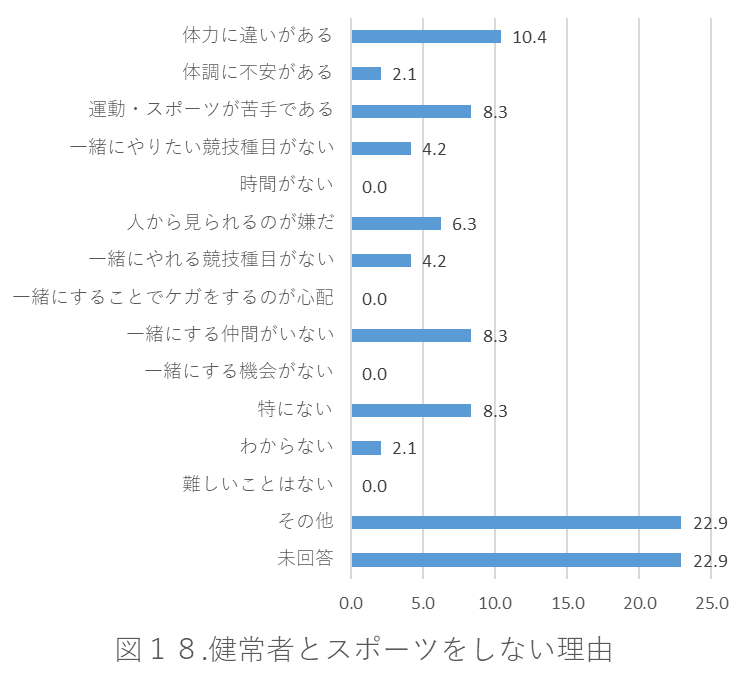 体力に違いがある 10.4
体調に不安がある 2.1
運動・スポーツが苦手である 8.3
一緒にやりたい競技種目がない 4.2
時間がない 0.0
人から見られるのが嫌だ 6.3
一緒にやれる競技種目がない 4.2
一緒にすることでケガをするのが心配 0.0
一緒にする仲間がいない 8.3
一緒にする機会がない 0.0
特にない 8.3
わからない 2.1
難しいことはない 0.0
その他 22.9
未回答 22.9
0.0 5.0 10.0 15.0 20.0 25.0
図１８.健常者とスポーツをしない理由